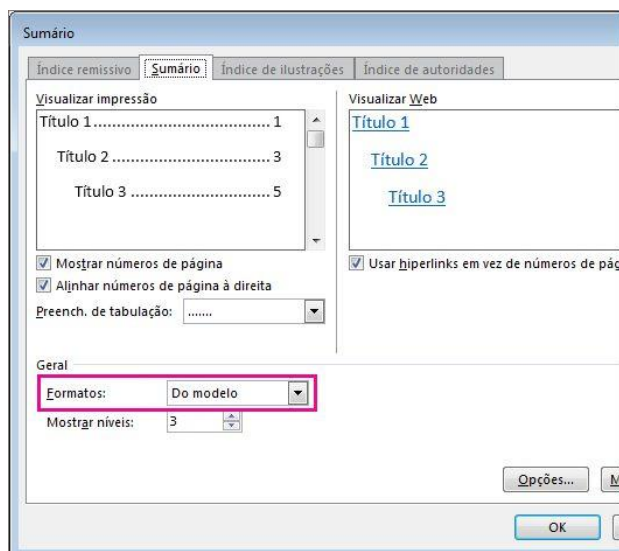 Sumário
Índice remissivo Sumário Índice de ilustrações Índice de autoridades
Visualizar impressão
Título 1 ................................... 1
Título 2 ............................... 3
Título 3 ............................ 5
Visualizar Web
Título 1
Título 2
Título 3
Mostrar números de página
Alinhar números de página à direita
Preench. de tabulação: .......
Usar hiperlinks em vez de números de pág
Geral
Formatos: Do modelo
Mostrar níveis: 3
Opções... M
OK